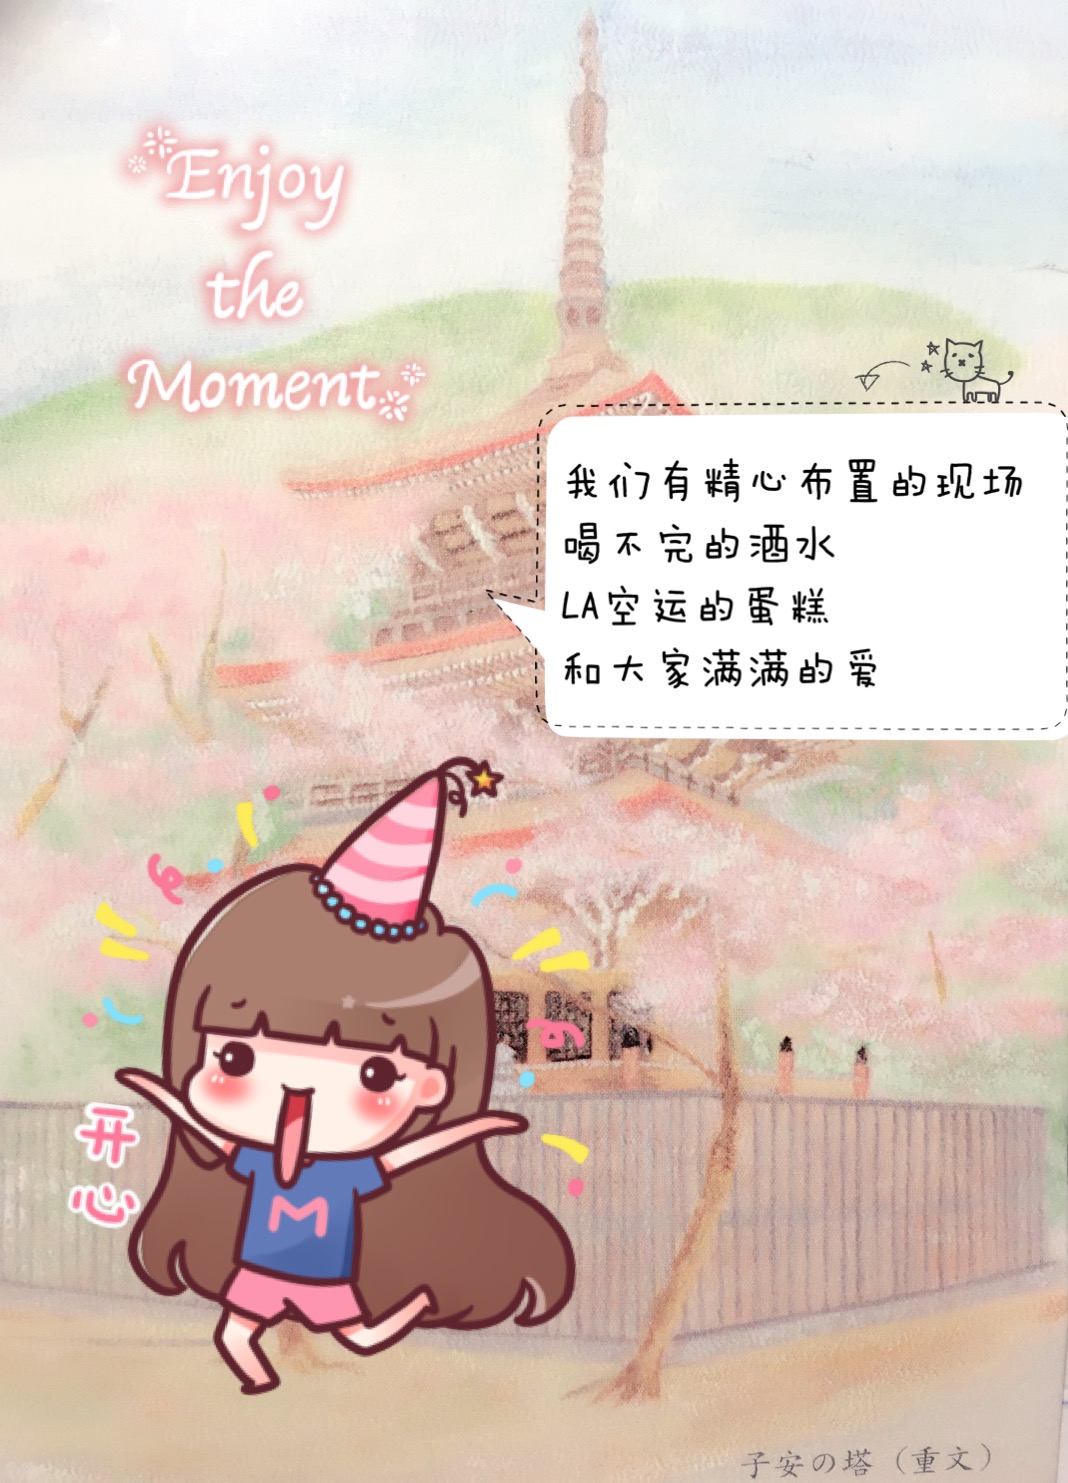 Enjoy
the
Moment
我们有精心布置的现场
喝不完的酒水
LA空运的蛋糕
和大家满满的爱
开
心
M
子安の塔（重文）